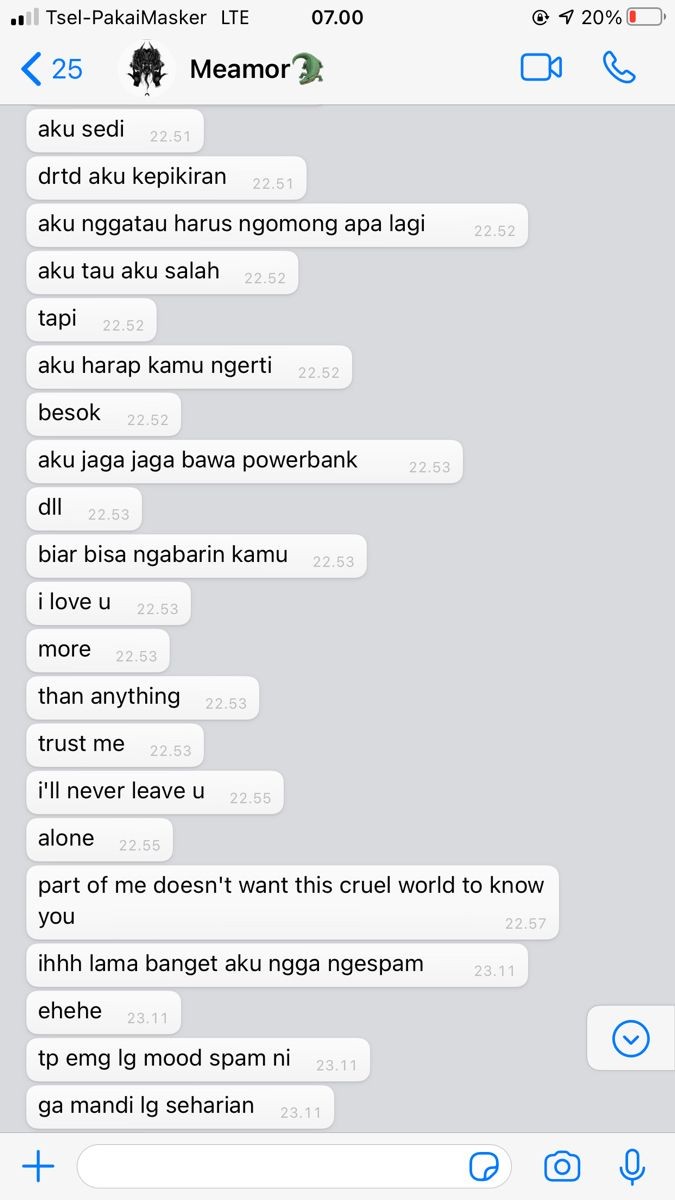 Tsel-PakaiMasker LTE 07.00 20%
25 Meamor
aku sedi 22.51
drtd aku kepikiran 22.51
aku nggatau harus ngomong apa lagi 22.52
aku tau aku salah 22.52
tapi 22.52
aku harap kamu ngerti 22.52
besok 22.52
aku jaga jaga bawa powerbank 22.53
dll 22.53
biar bisa ngabarin kamu 22.53
i love u 22.53
more 22.53
than anything 22.53
trust me 22.53
i'll never leave u 22.55
alone 22.55
part of me doesn't want this cruel world to know
you 22.57
ihhh lama banget aku ngga ngespam 23.11
ehehe 23.11
tp emg lg mood spam ni 23.11
ga mandi lg seharian 23.11